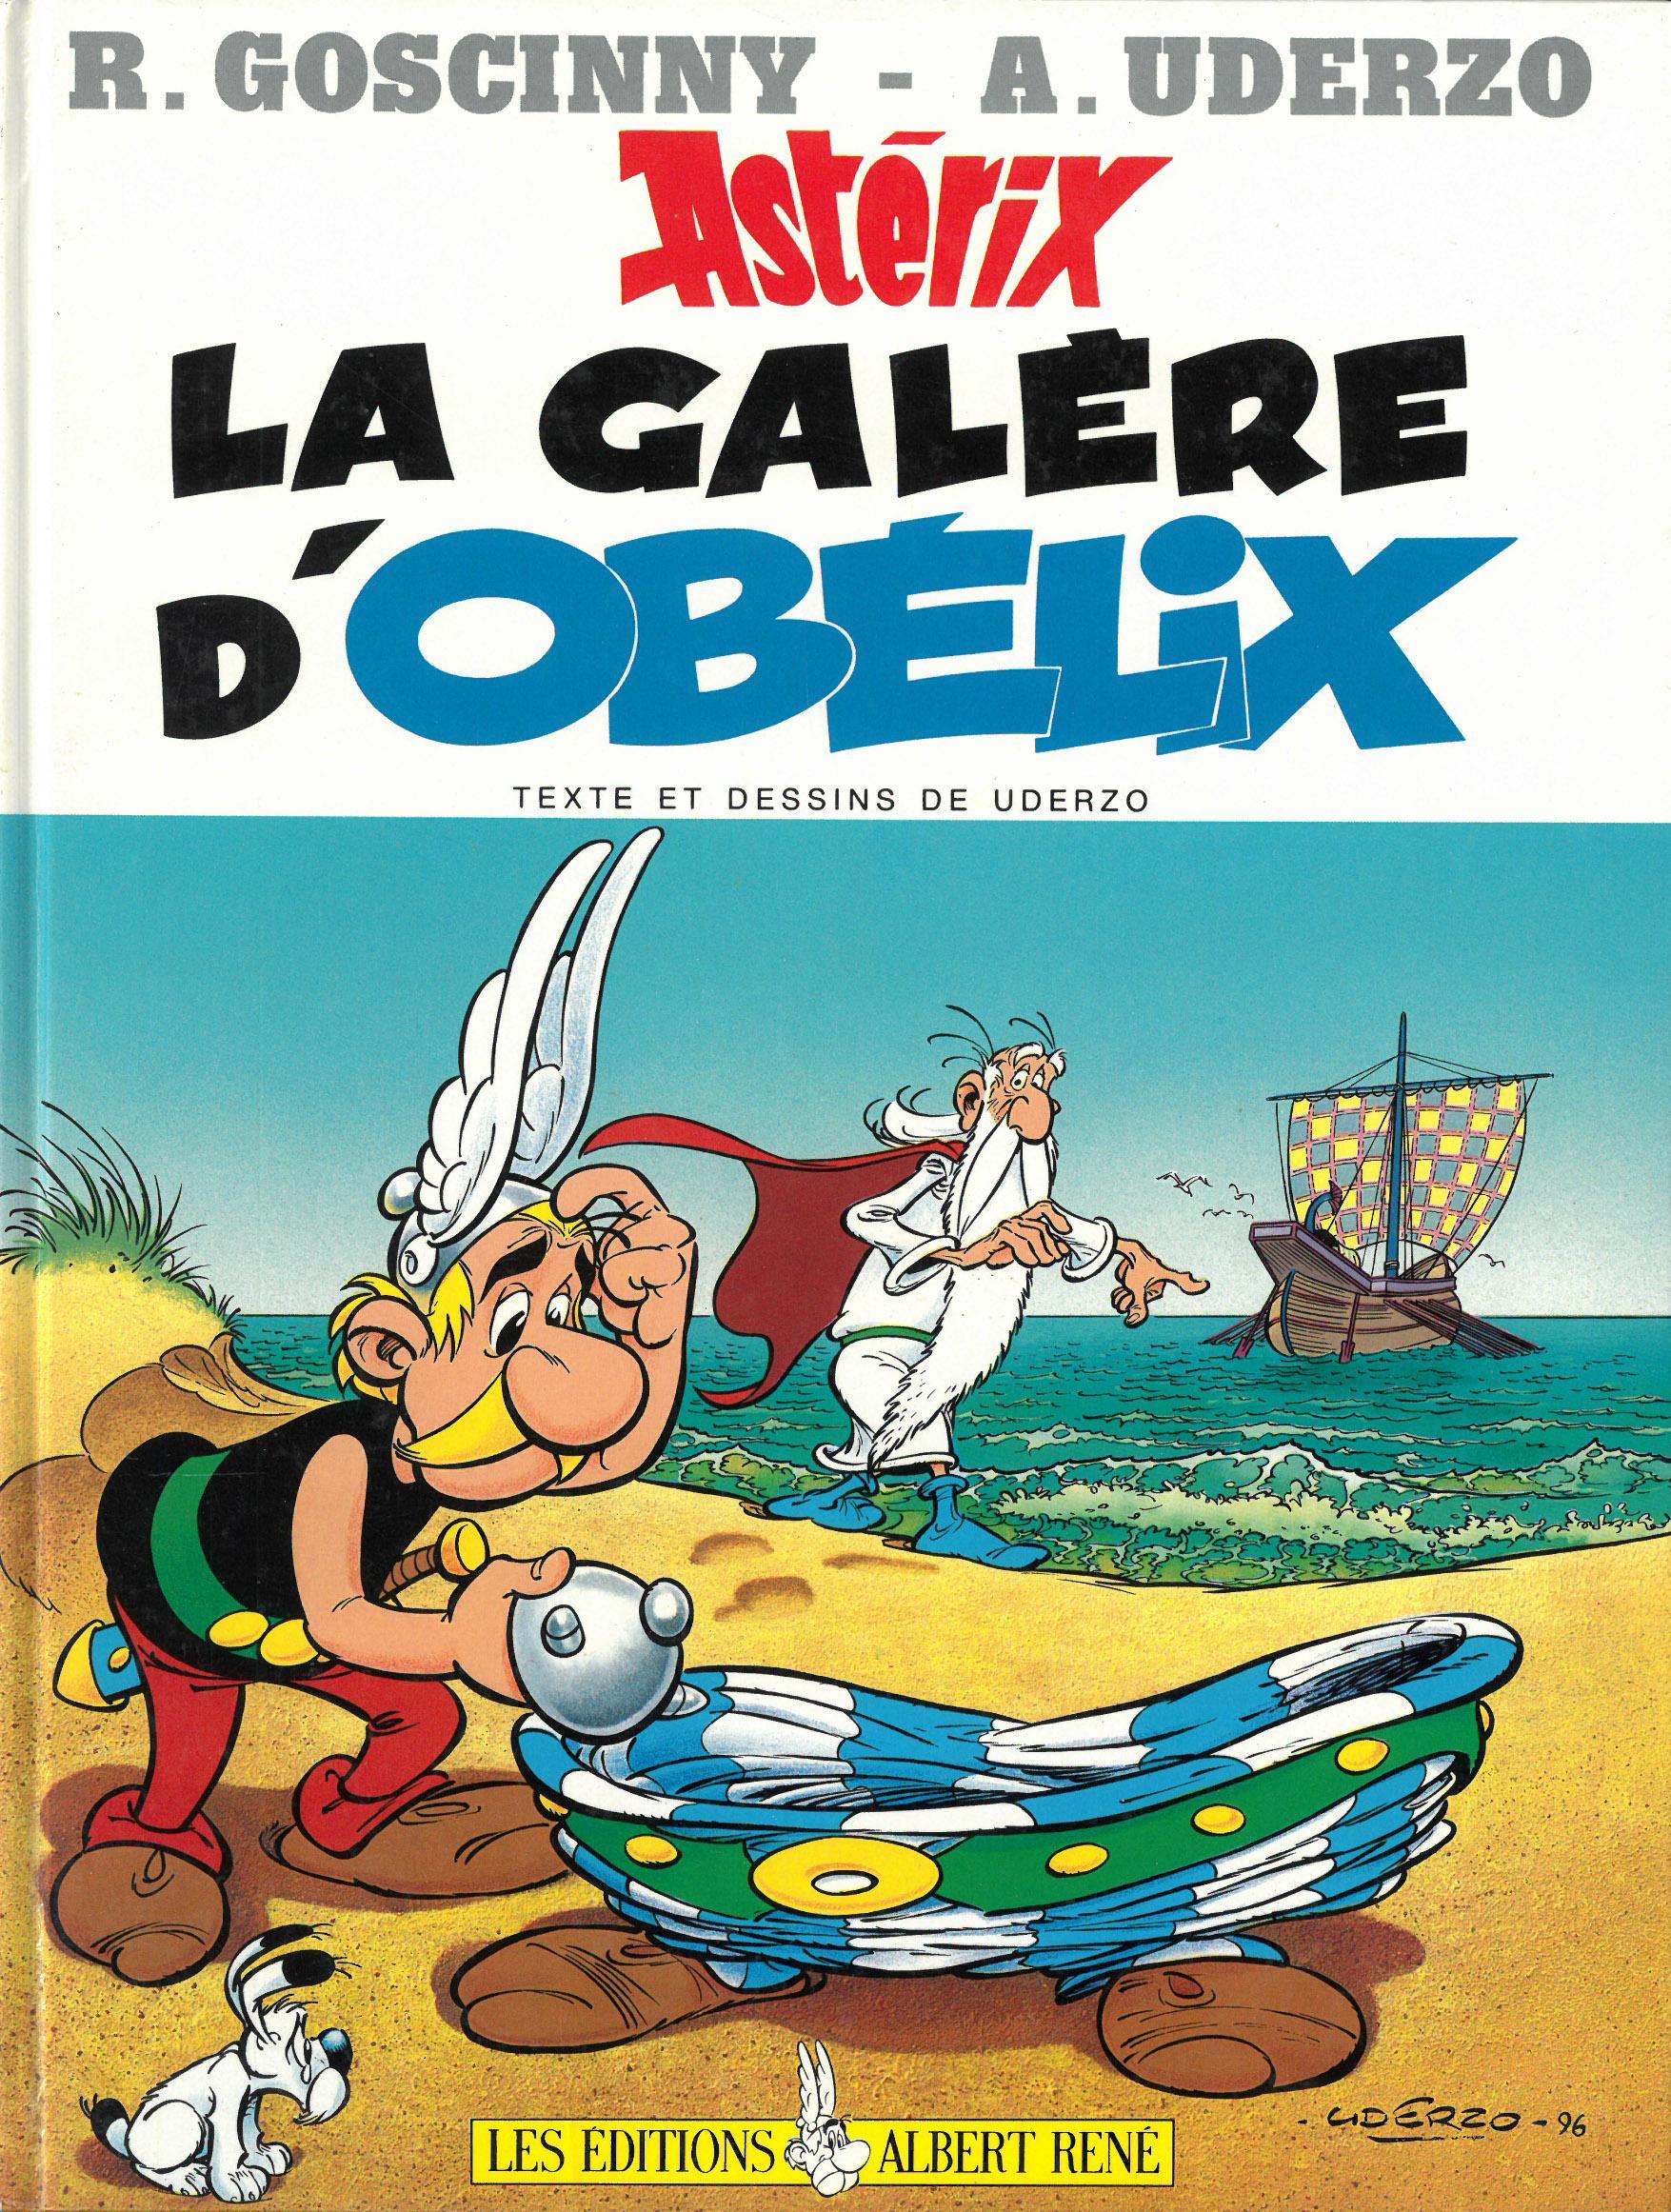 R. GOSCINNY - A. UDERZO
Astérix
LA GALÈRE
D'OBÉLIX
TEXTE ET DESSINS DE UDERZO
- UDERZO - 96
LES ÉDITIONS ALBERT RENÉ